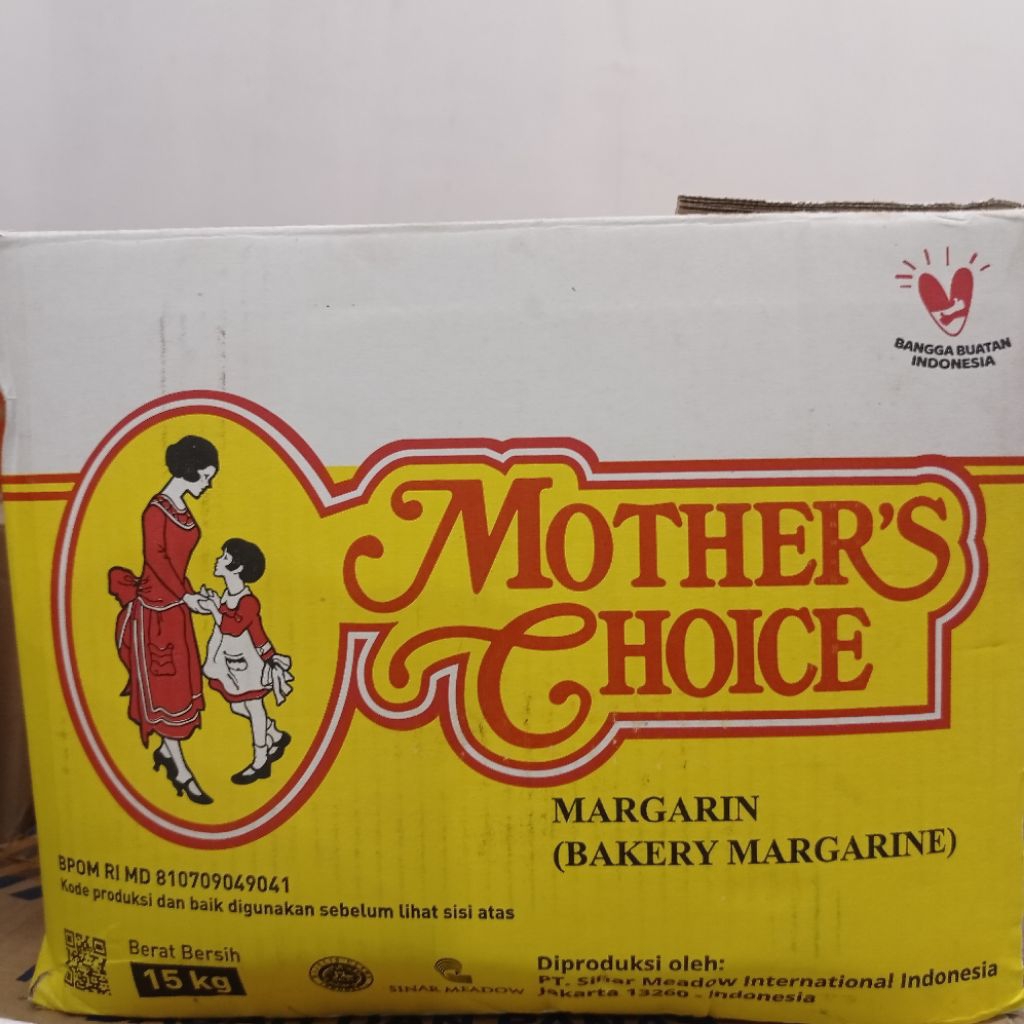 BANGGA BUATAN
INDONESIA
MOTHER'S
CHOICE
MARGARIN
(BAKERY MARGARINE)
BPOM RI MD 810709049041
Kode produksi dan baik digunakan sebelum lihat sisi atas
Berat Bersih
15 kg
SINAR MEADOW
Diproduksi oleh:
PT. Sinar Meadow International Indonesia
Jakarta 13260 - Indonesia